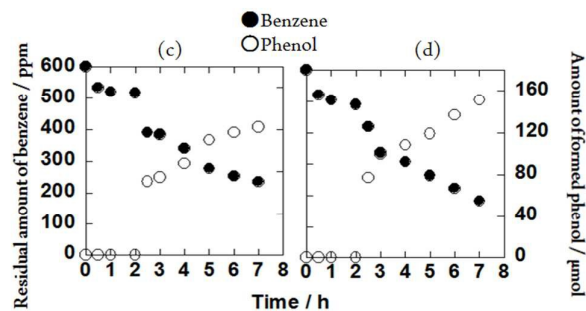 Benzene
Phenol
(c)
(d)
Residual amount of benzene / ppm
600
500
400
300
200
100
0
0 1 2 3 4 5 6 7 8
0 1 2 3 4 5 6 7 8
160
120
80
40
0
Amount of formed phenol / µmol
Time / h